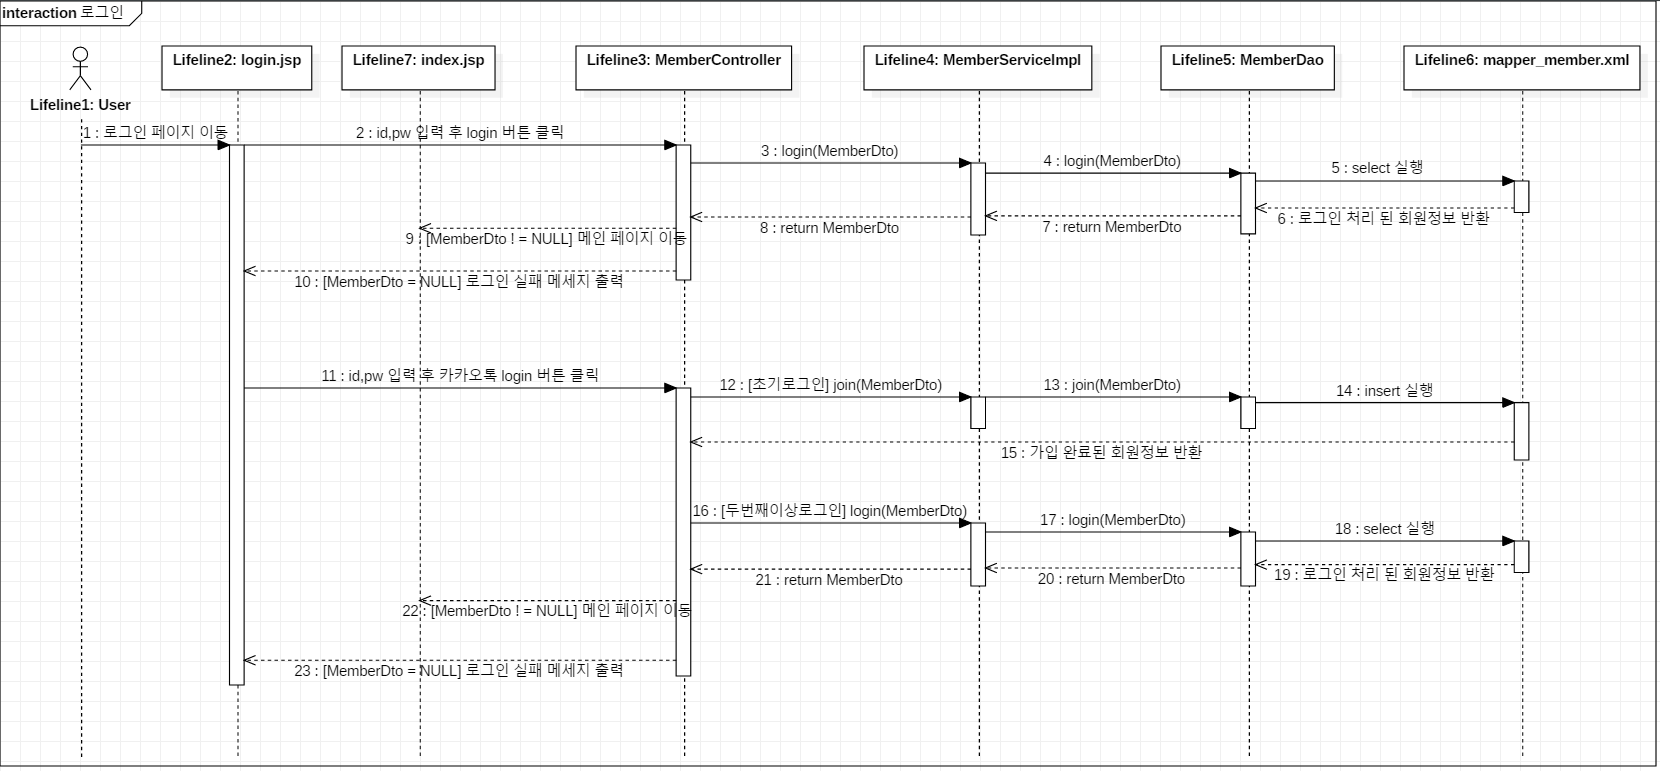 interaction 로그인
Lifeline1: User
Lifeline2: login.jsp
Lifeline7: index.jsp
Lifeline3: MemberController
Lifeline4: MemberServiceImpl
Lifeline5: MemberDao
Lifeline6: mapper_member.xml
1 : 로그인 페이지 이동
2 : id,pw 입력 후 login 버튼 클릭
3 : login(MemberDto)
4 : login(MemberDto)
5 : select 실행
6 : 로그인 처리 된 회원정보 반환
7 : return MemberDto
8 : return MemberDto
9 : [MemberDto ! = NULL] 메인 페이지 이동
10 : [MemberDto = NULL] 로그인 실패 메세지 출력
11 : id,pw 입력 후 카카오톡 login 버튼 클릭
12 : [초기로그인] join(MemberDto)
13 : join(MemberDto)
14 : insert 실행
15 : 가입 완료된 회원정보 반환
16 : [두번째이상로그인] login(MemberDto)
17 : login(MemberDto)
18 : select 실행
19 : 로그인 처리 된 회원정보 반환
20 : return MemberDto
21 : return MemberDto
22 : [MemberDto ! = NULL] 메인 페이지 이동
23 : [MemberDto = NULL] 로그인 실패 메세지 출력